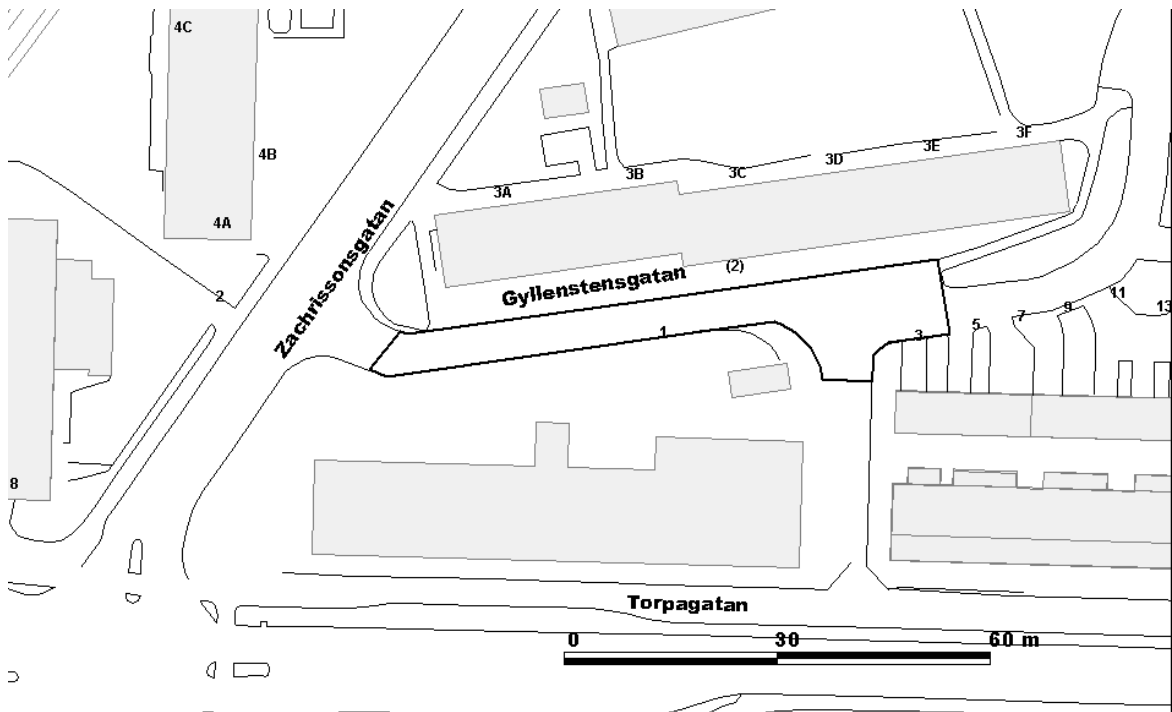 4C
4B
4A
2
8
Zachrissonsgatan
3A
3B
3C
3D
3E
3F
(2)
Gyllenstensgatan
1
3
5
7
9
11
13
Torpagatan
0 30 60 m